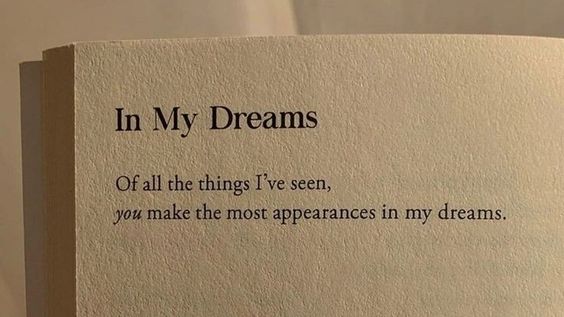 In My Dreams
Of all the things I've seen,
you make the most appearances in my dreams.